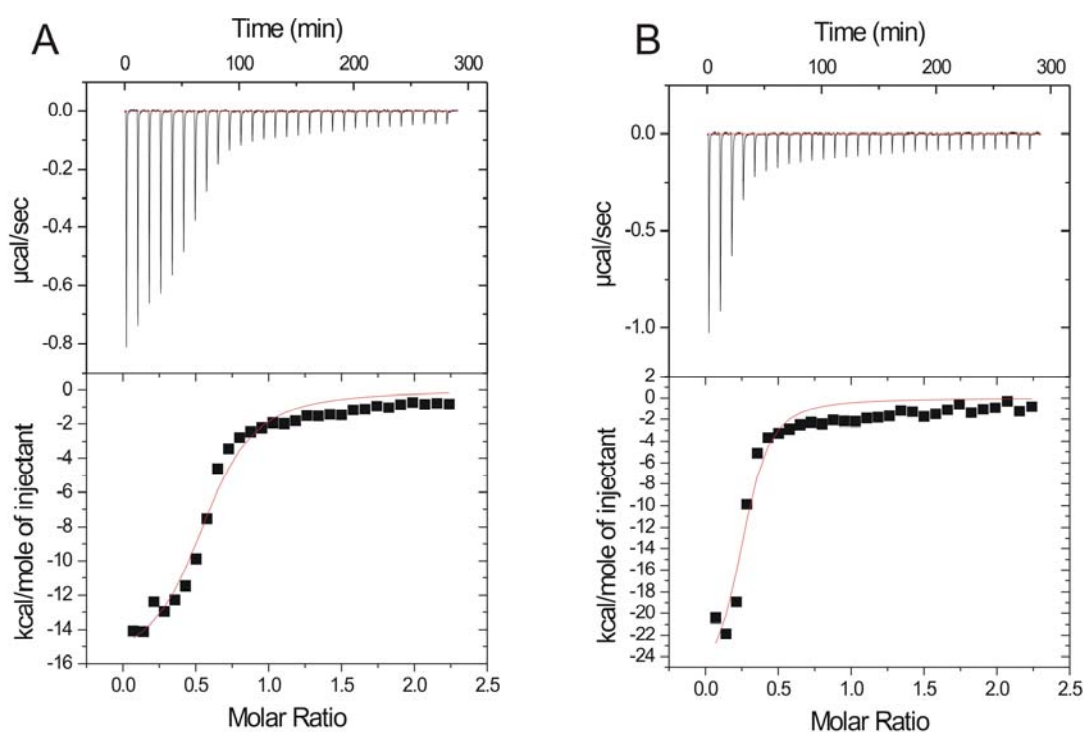 A
Time (min)
0 100 200 300
0.0
-0.2
-0.4
-0.6
-0.8
µcal/sec
0
-2
-4
-6
-8
-10
-12
-14
-16
kcal/mole of injectant
0.0 0.5 1.0 1.5 2.0 2.5
Molar Ratio
B
Time (min)
0 100 200 300
0.0
-0.5
-1.0
µcal/sec
2
0
-2
-4
-6
-8
-10
-12
-14
-16
-18
-20
-22
-24
kcal/mole of injectant
0.0 0.5 1.0 1.5 2.0 2.5
Molar Ratio